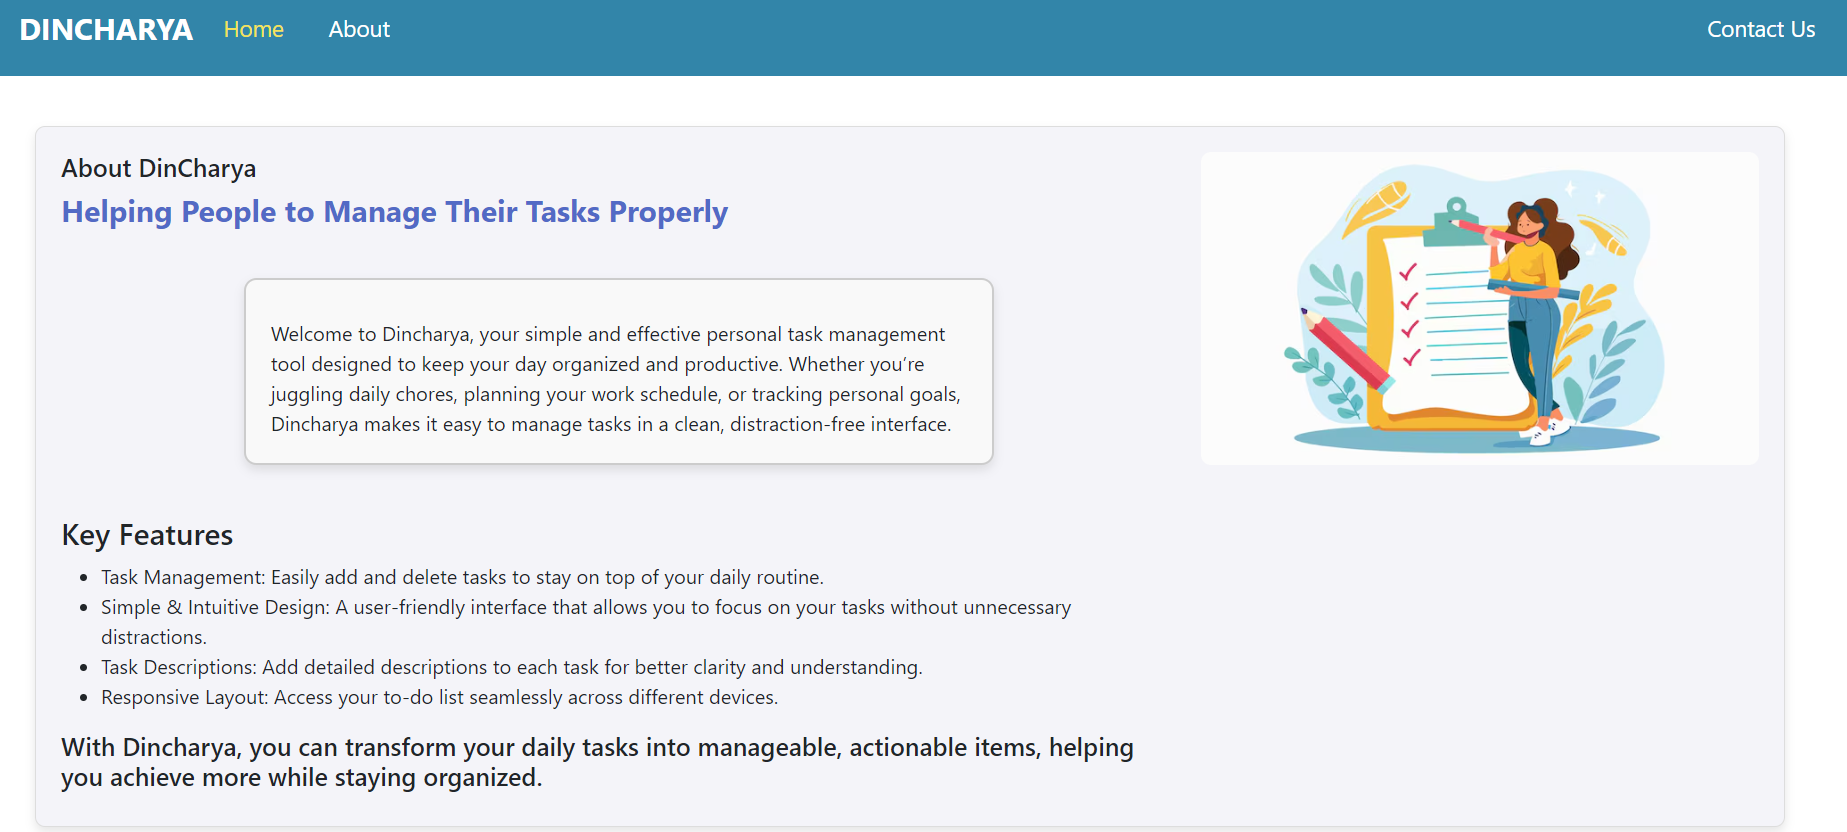 DINCHARYA Home About Contact Us
About DinCharya
Helping People to Manage Their Tasks Properly
Welcome to Dincharya, your simple and effective personal task management
tool designed to keep your day organized and productive. Whether you’re
juggling daily chores, planning your work schedule, or tracking personal goals,
Dincharya makes it easy to manage tasks in a clean, distraction-free interface.
Key Features
• Task Management: Easily add and delete tasks to stay on top of your daily routine.
• Simple & Intuitive Design: A user-friendly interface that allows you to focus on your tasks without unnecessary
distractions.
• Task Descriptions: Add detailed descriptions to each task for better clarity and understanding.
• Responsive Layout: Access your to-do list seamlessly across different devices.
With Dincharya, you can transform your daily tasks into manageable, actionable items, helping
you achieve more while staying organized.